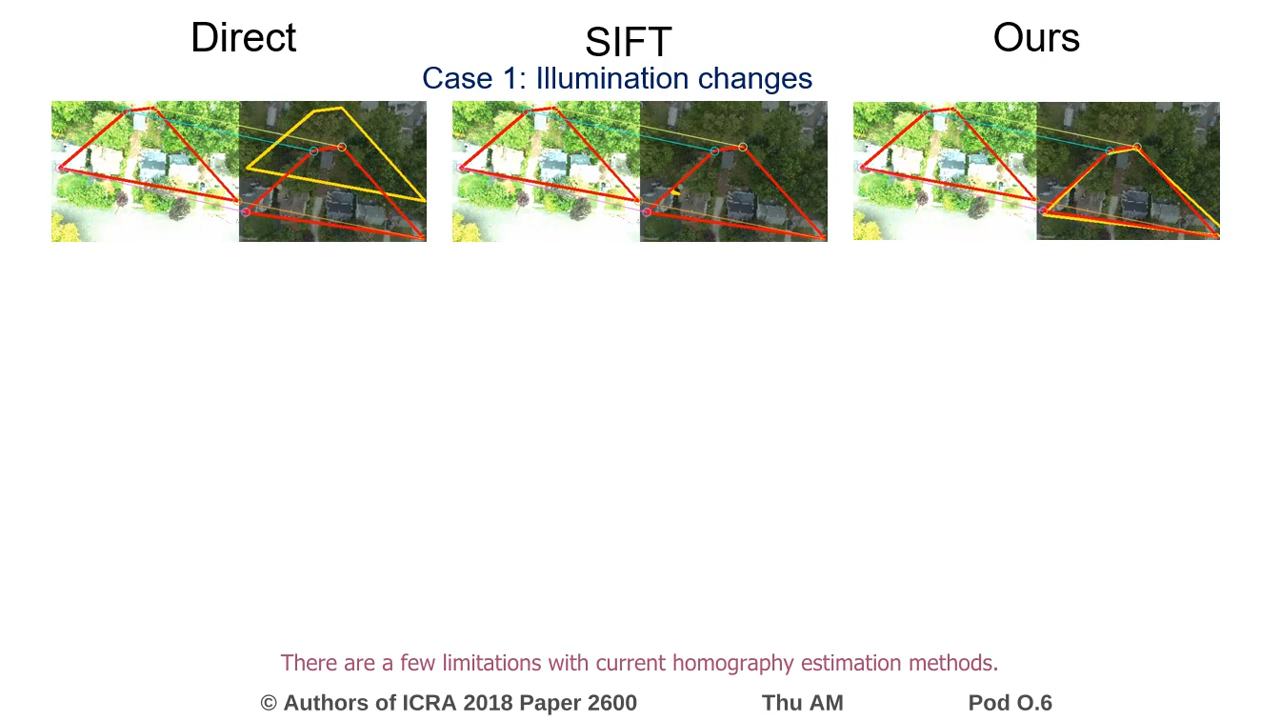 Direct
SIFT
Ours
Case 1: Illumination changes
There are a few limitations with current homography estimation methods.
© Authors of ICRA 2018 Paper 2600 Thu AM Pod O.6